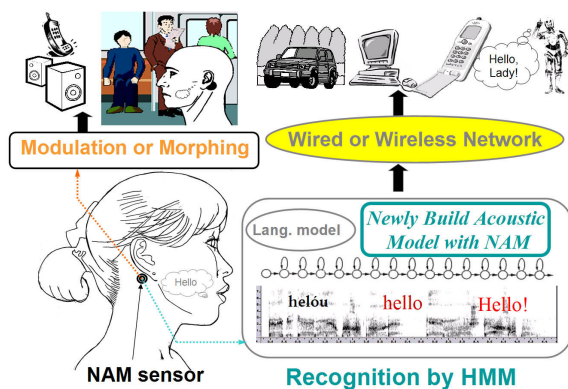 Hello,
Lady!
Modulation or Morphing
Wired or Wireless Network
Lang. model
Newly Build Acoustic
Model with NAM
Hello
helóu
hello
Hello!
NAM sensor
Recognition by HMM